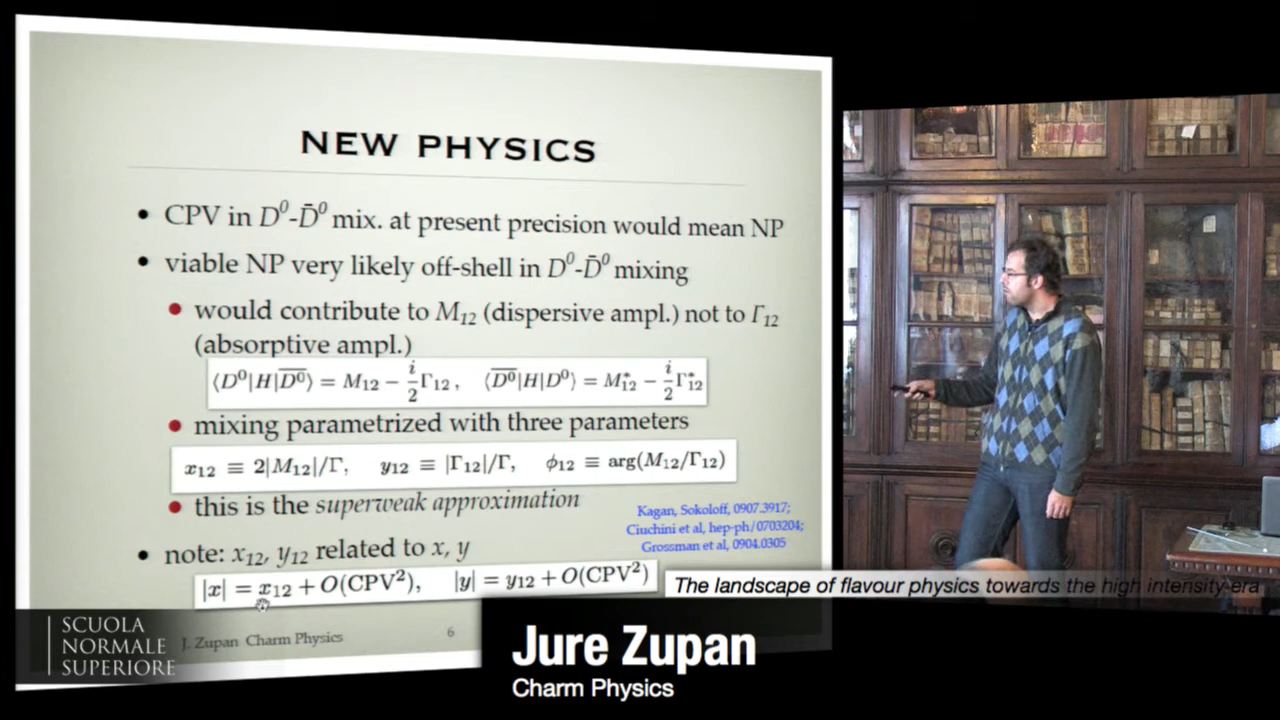 NEW PHYSICS
• CPV in D⁰-D̄⁰ mix. at present precision would mean NP
• viable NP very likely off-shell in D⁰-D̄⁰ mixing
• would contribute to M₁₂ (dispersive ampl.) not to Γ₁₂
(absorptive ampl.)
⟨D⁰|H|D̄⁰⟩ = M₁₂ − i/2 Γ₁₂ , ⟨D̄⁰|H|D⁰⟩ = M*₁₂ − i/2 Γ*₁₂
• mixing parametrized with three parameters
x₁₂ ≡ 2|M₁₂|/Γ, y₁₂ ≡ |Γ₁₂|/Γ, ϕ₁₂ ≡ arg(M₁₂/Γ₁₂)
• this is the superweak approximation
Kagan, Sokoloff, 0907.3917;
Ciuchini et al, hep-ph/0703204;
Grossman et al, 0904.0305
• note: x₁₂, y₁₂ related to x, y
|x| = x₁₂ + O(CPV²), |y| = y₁₂ + O(CPV²)
J. Zupan Charm Physics 6
The landscape of flavour physics towards the high intensity era
SCUOLA
NORMALE
SUPERIORE
Jure Zupan
Charm Physics